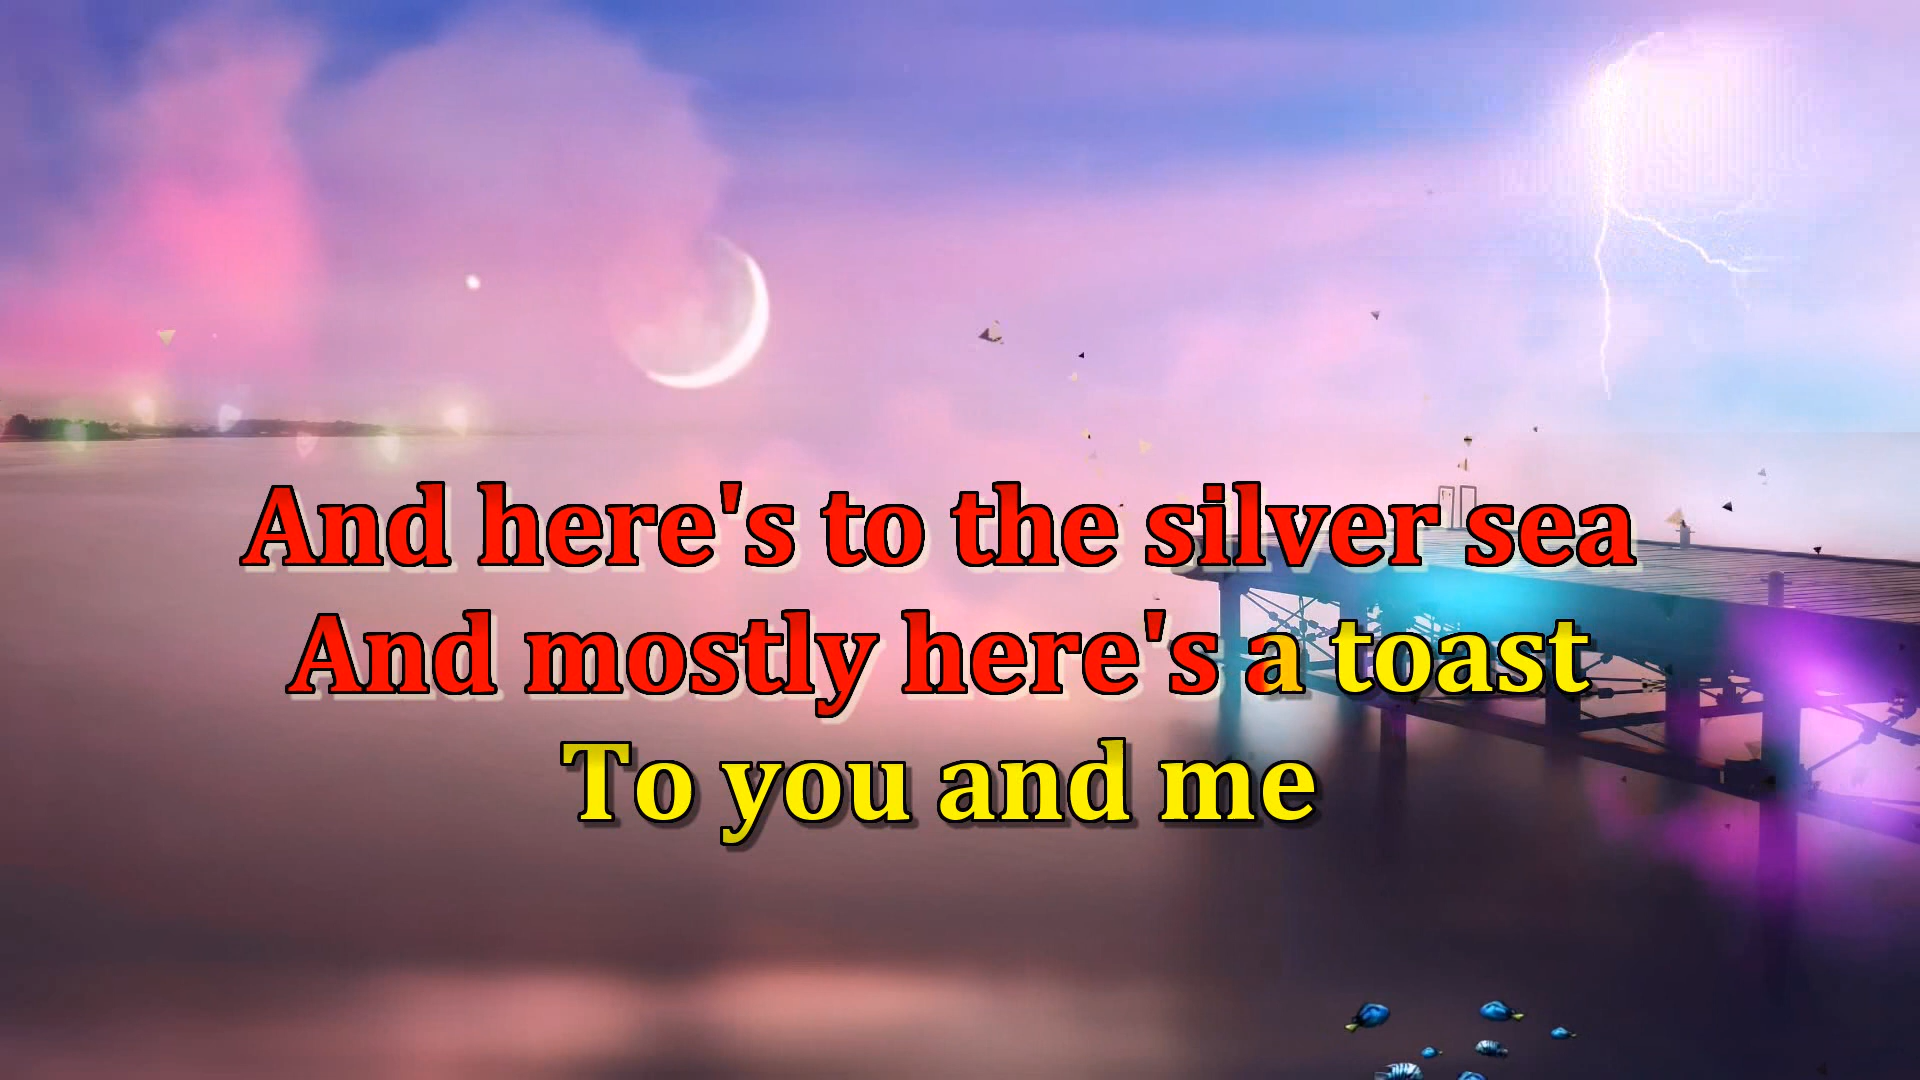 And here's to the silver sea
And mostly here's a toast
To you and me